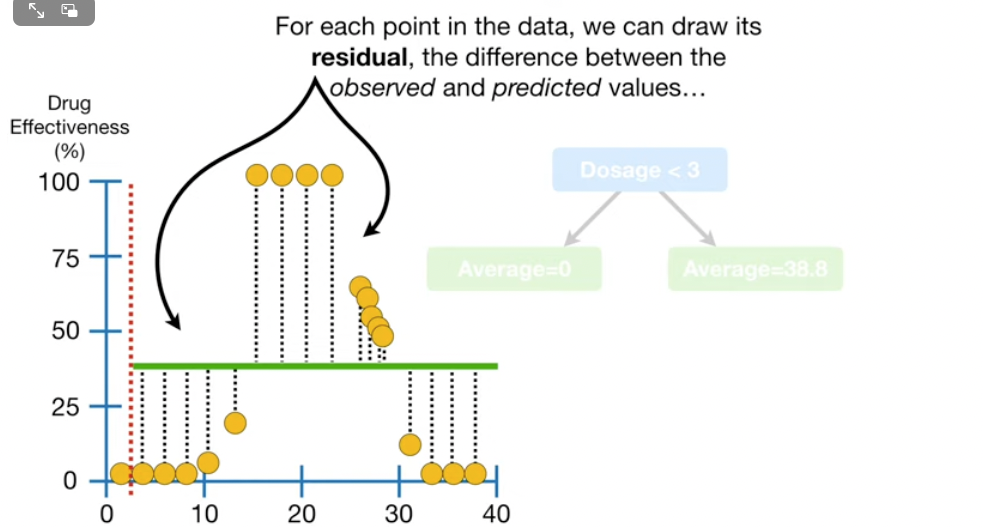 For each point in the data, we can draw its
residual, the difference between the
observed and predicted values…
Drug
Effectiveness
(%)
100
75
50
25
0
0
10
20
30
40
Dosage < 3
Average=0
Average=38.8